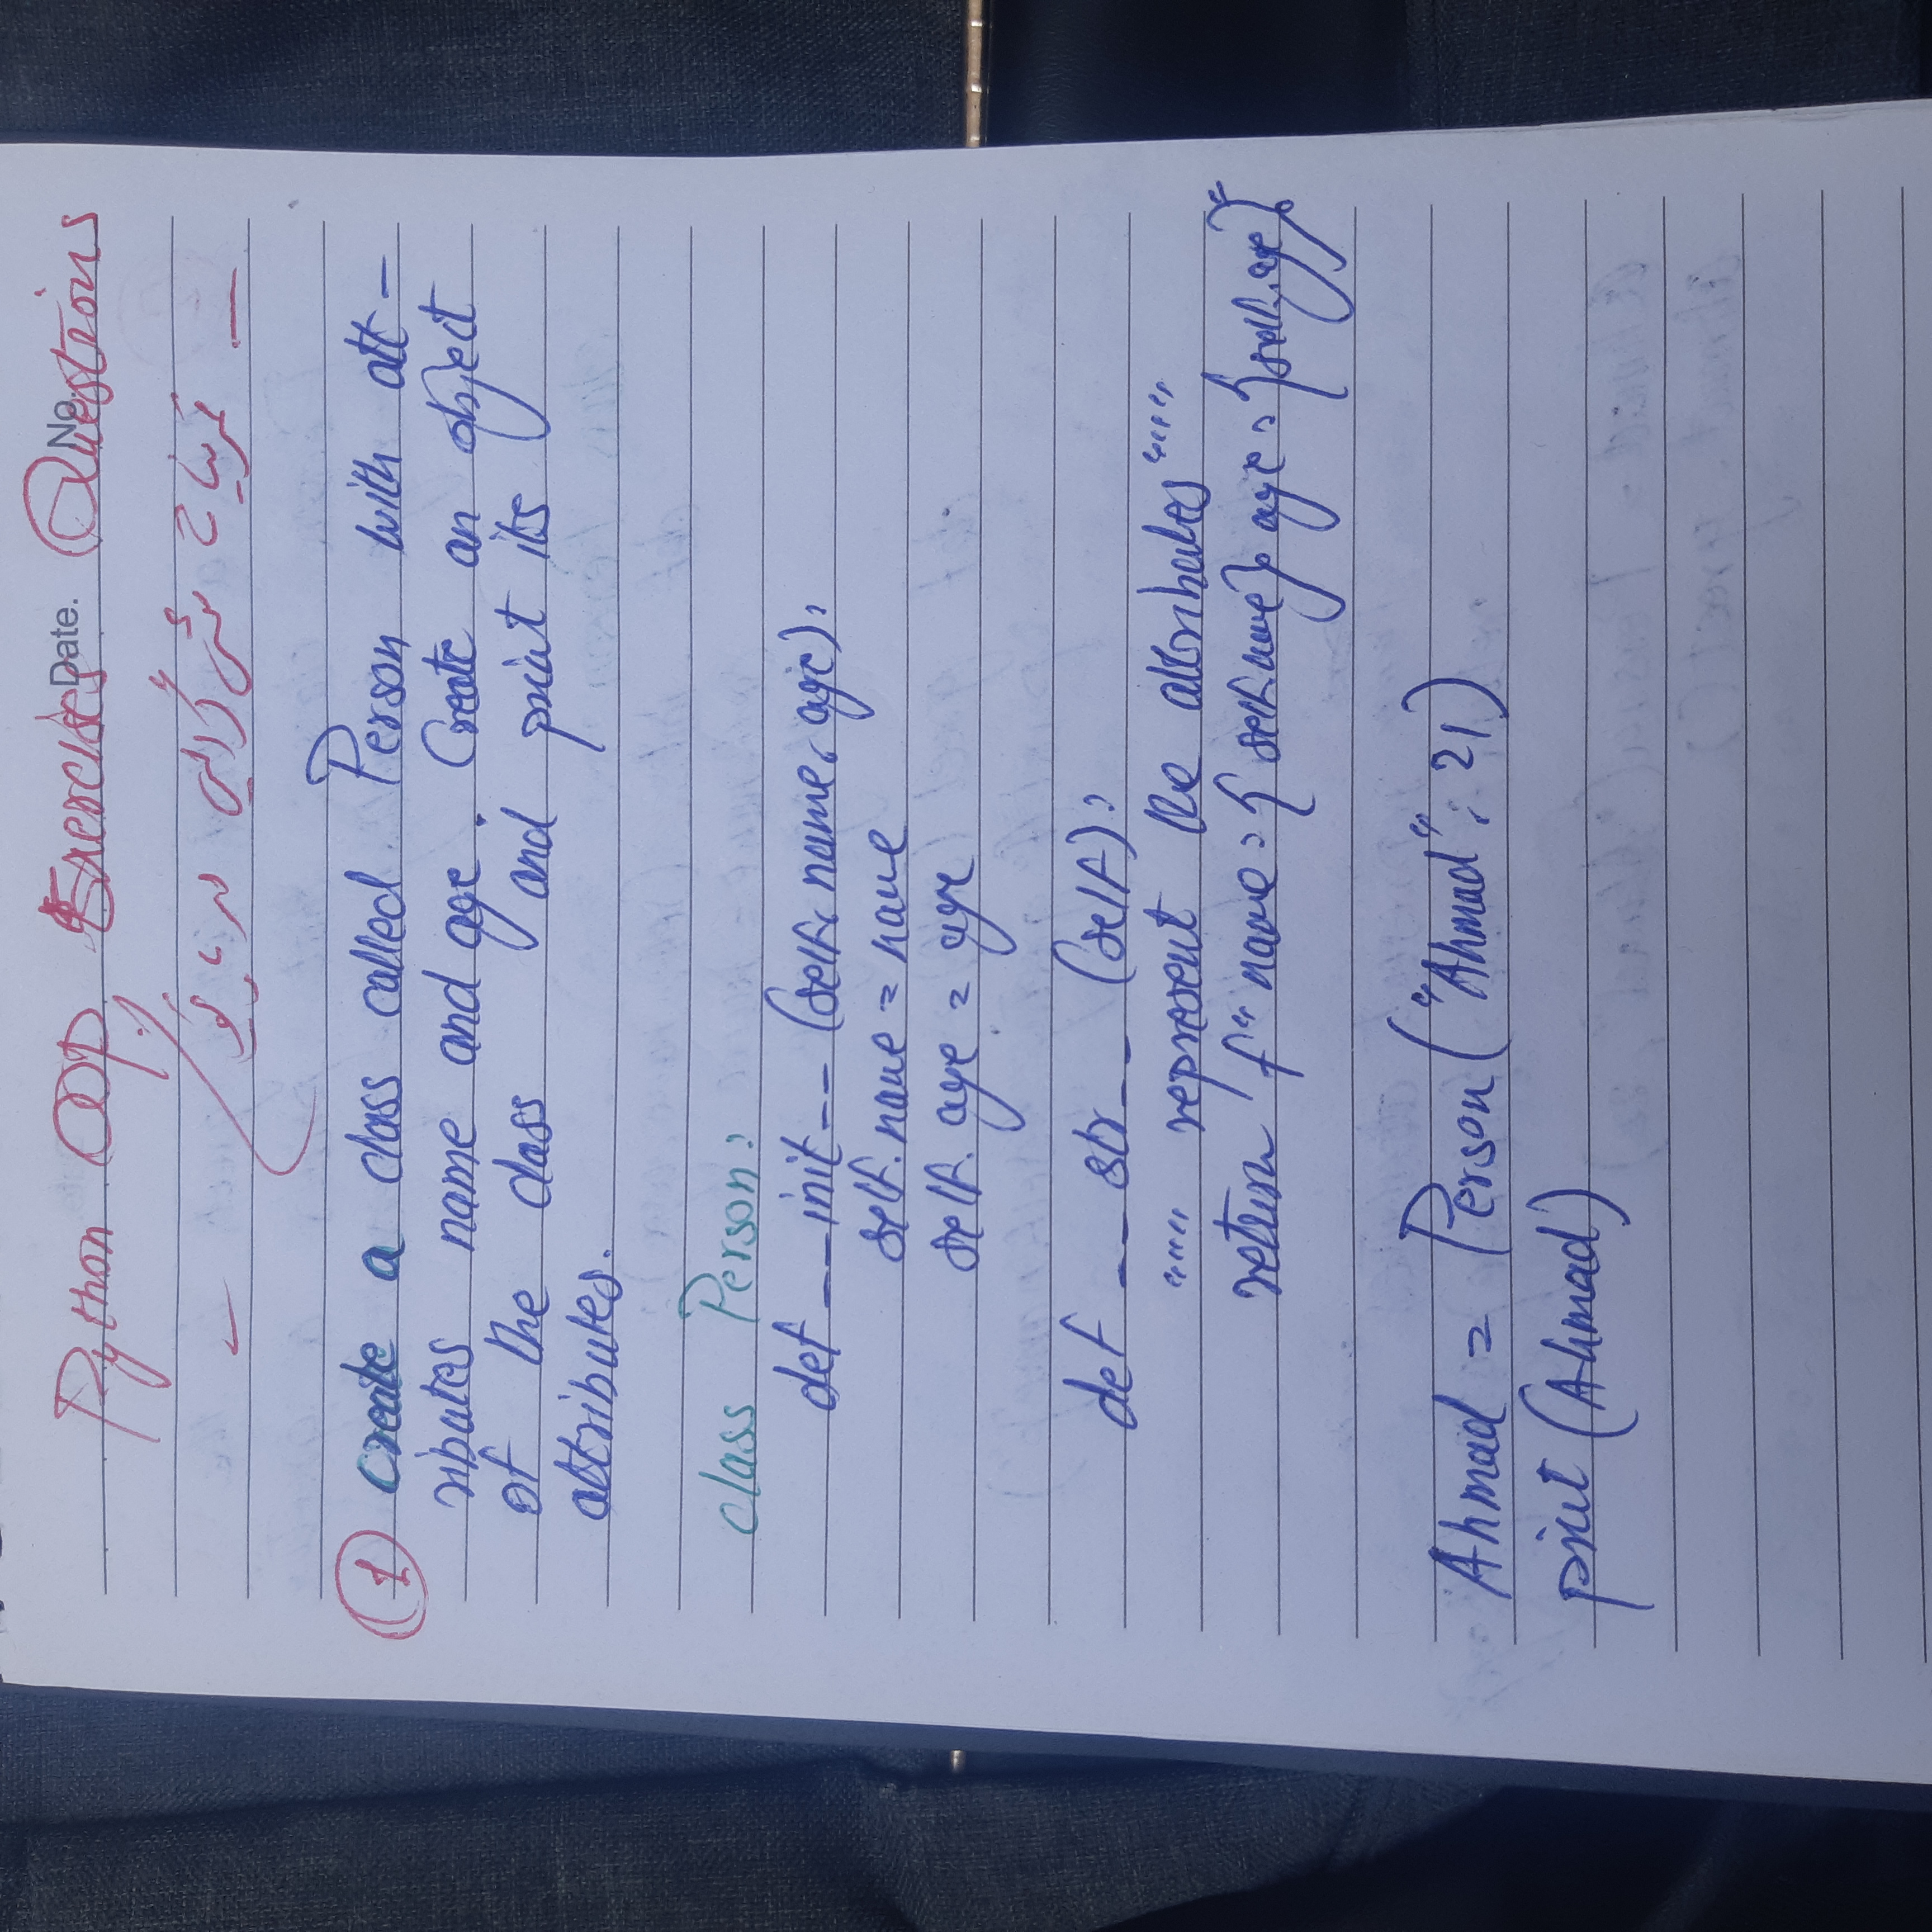 Date. No.
Python OOP, Exercises Questions
تمرینات شی گرایی در پایتون
1 Create a class called Person with att-
ributes name and age. Create an object
of the class and print its
attributes.
class Person:
def __init__ (self, name, age):
self.name = name
self.age = age
def __str__ (self):
""" represent the attributes """
return f" name: {self.name}, age: {self.age}"
Ahmad = Person("Ahmad", 21)
print (Ahmad)